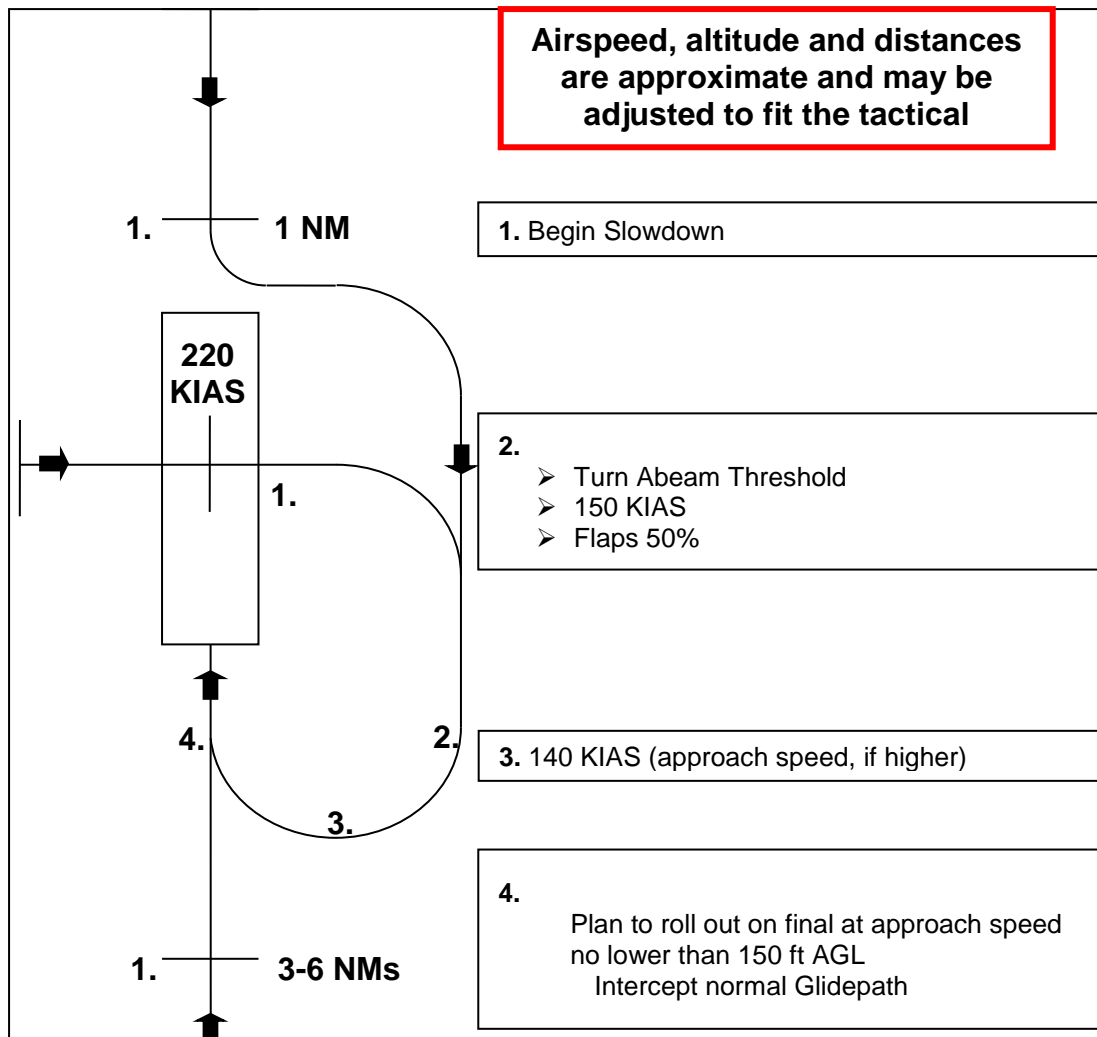 Airspeed, altitude and distances
are approximate and may be
adjusted to fit the tactical
1. 1 NM
1. Begin Slowdown
220
KIAS
1.
2.
➢ Turn Abeam Threshold
➢ 150 KIAS
➢ Flaps 50%
4.
2.
3. 140 KIAS (approach speed, if higher)
3.
4.
Plan to roll out on final at approach speed
no lower than 150 ft AGL
Intercept normal Glidepath
1. 3-6 NMs